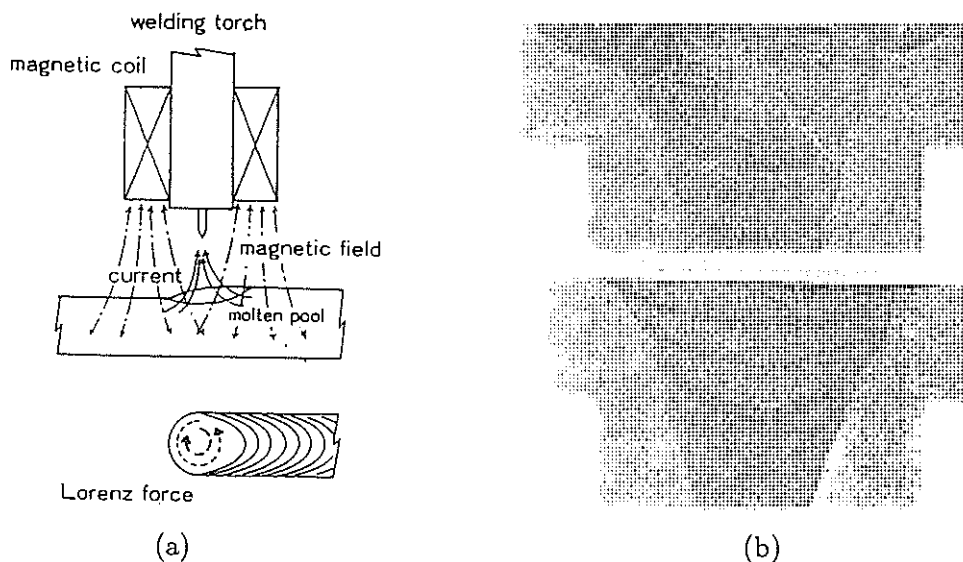 welding torch
magnetic coil
magnetic field
current
molten pool
Lorenz force
(a)
(b)